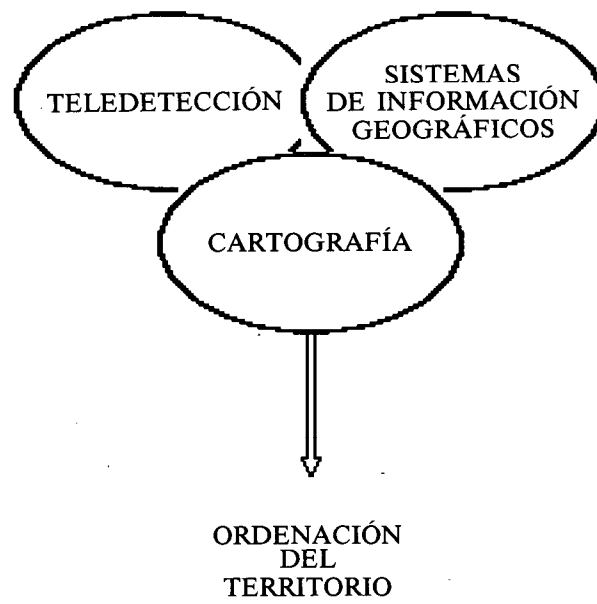 TELEDETECCIÓN
SISTEMAS
DE INFORMACIÓN
GEOGRÁFICOS
CARTOGRAFÍA
ORDENACIÓN
DEL
TERRITORIO